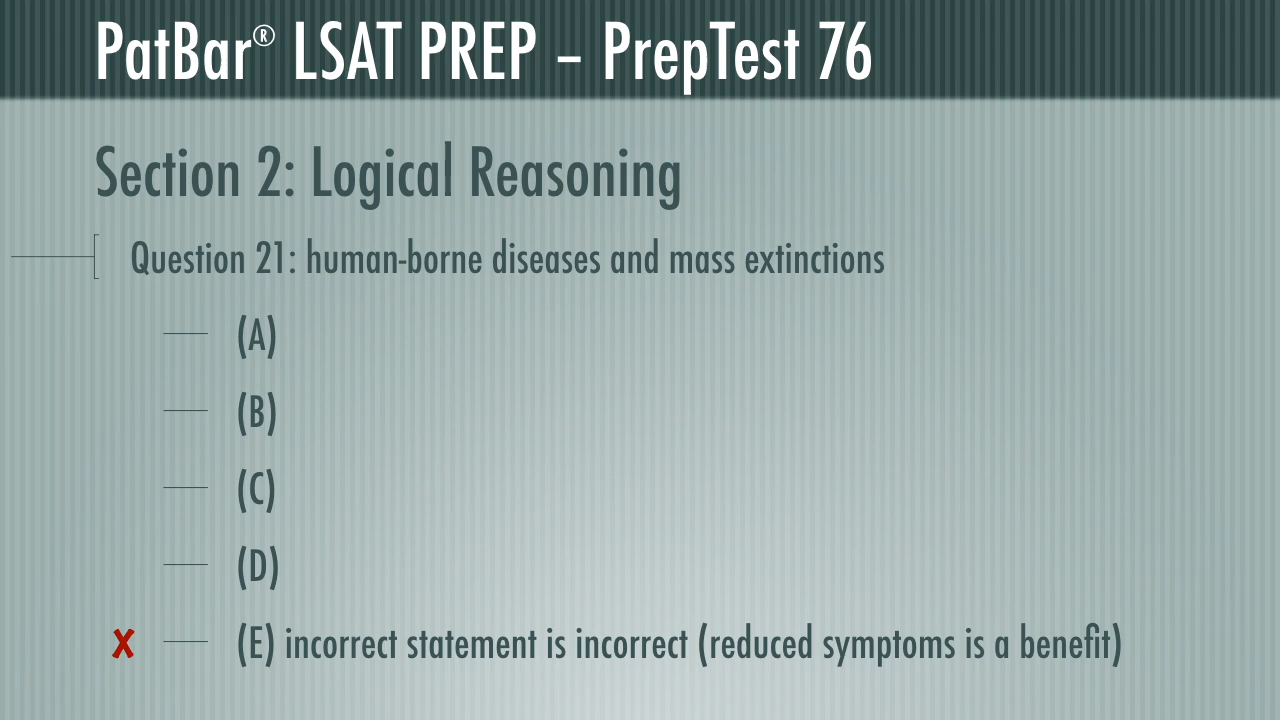 PatBar® LSAT PREP – PrepTest 76
Section 2: Logical Reasoning
Question 21: human-borne diseases and mass extinctions
(A)
(B)
(C)
(D)
✘ (E) incorrect statement is incorrect (reduced symptoms is a benefit)